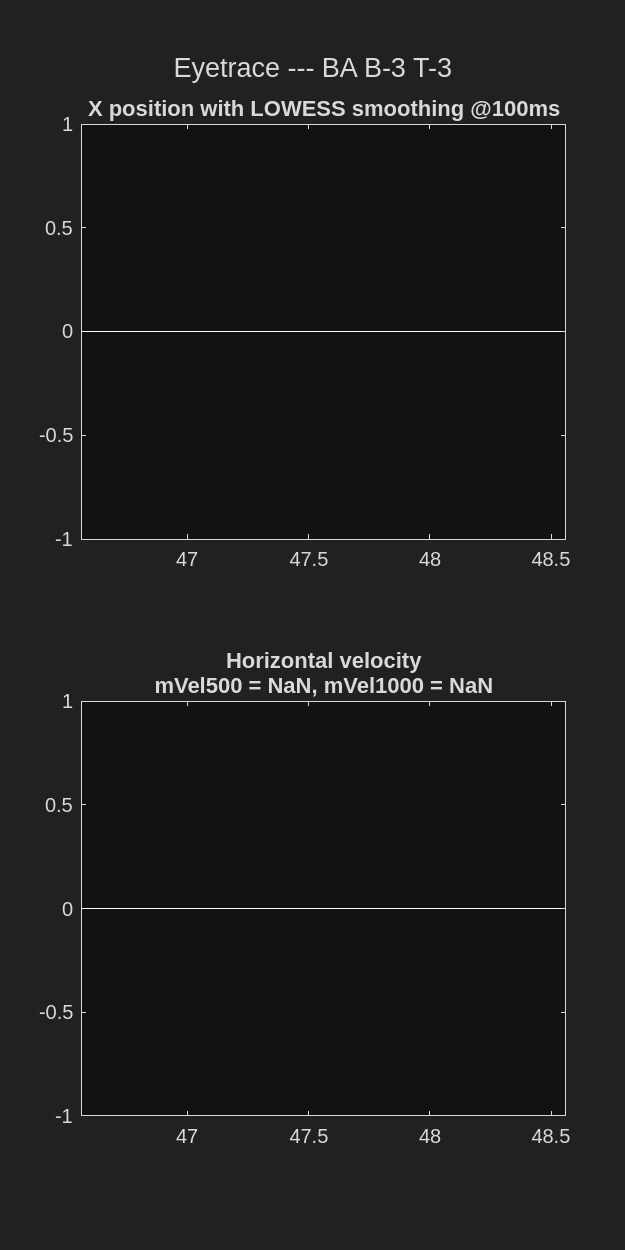 Eyetrace --- BA B-3 T-3
X position with LOWESS smoothing @100ms
1
0.5
0
-0.5
-1
47 47.5 48 48.5
Horizontal velocity
mVel500 = NaN, mVel1000 = NaN
1
0.5
0
-0.5
-1
47 47.5 48 48.5